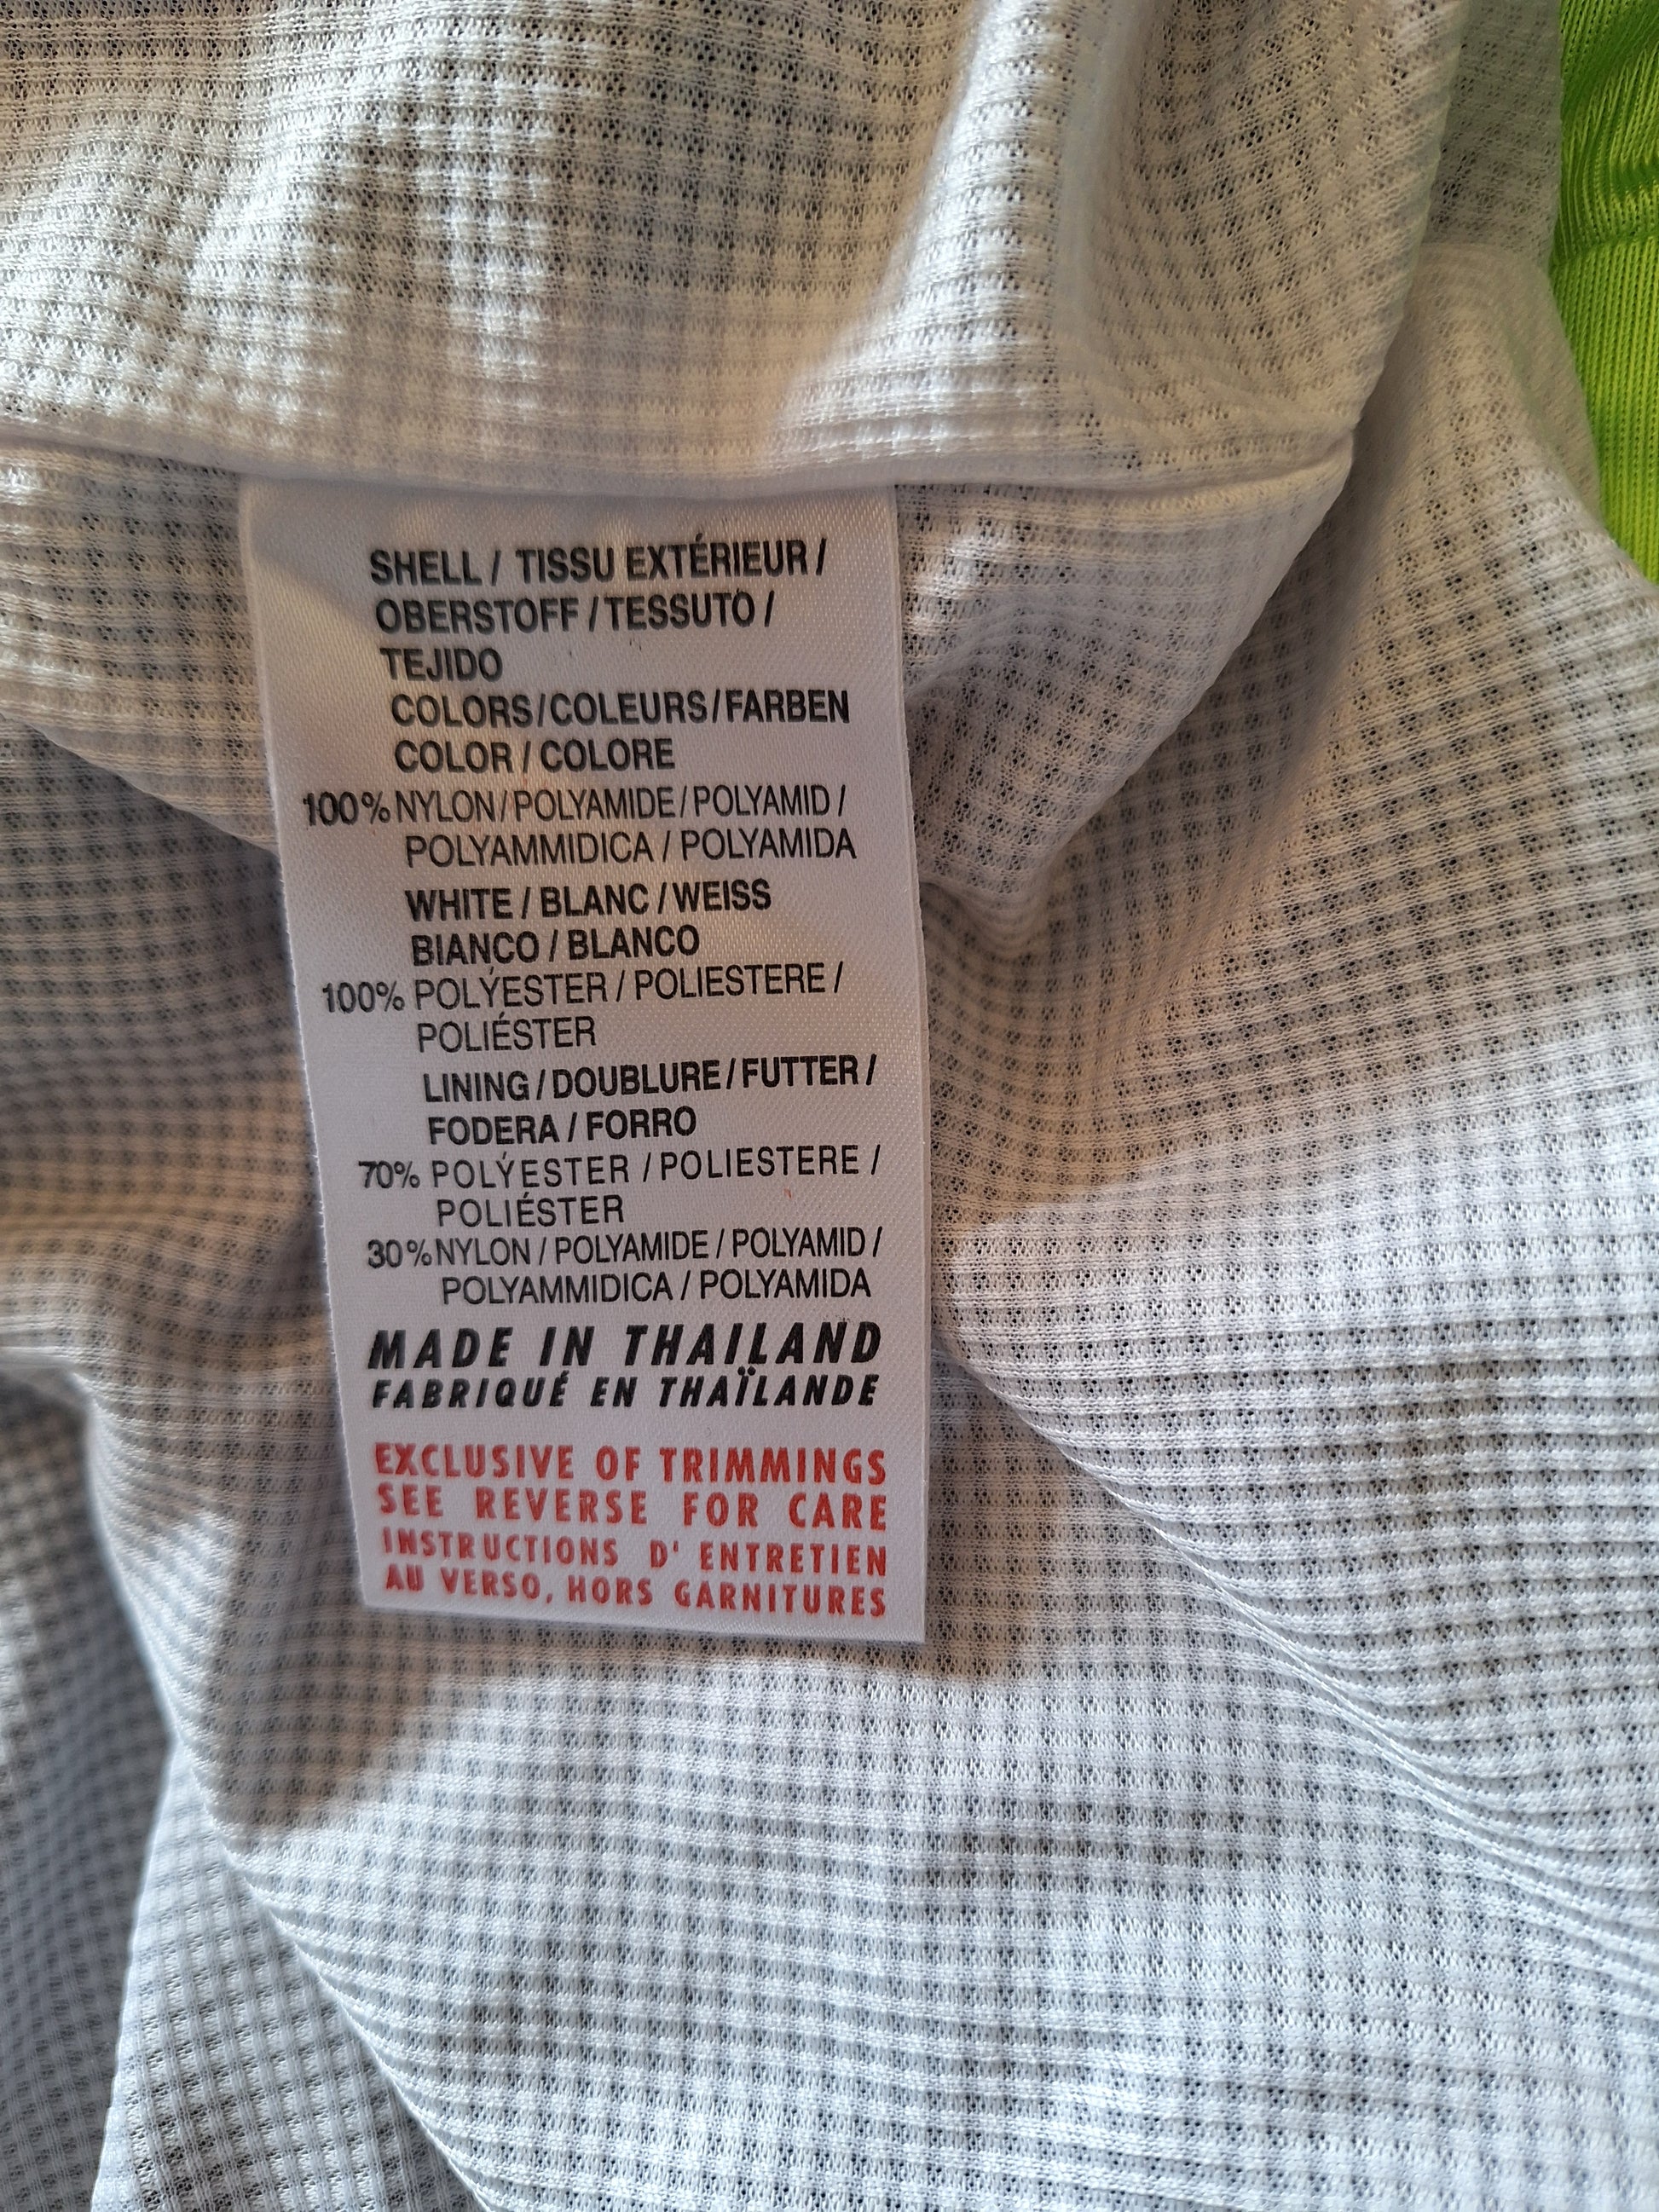 SHELL / TISSU EXTÉRIEUR /
OBERSTOFF / TESSUTO /
TEJIDO
COLORS / COLEURS / FARBEN
COLOR / COLORE
100% NYLON / POLYAMIDE / POLYAMID /
POLYAMMIDICA / POLYAMIDA
WHITE / BLANC / WEISS
BIANCO / BLANCO
100% POLÝESTER / POLIESTERE /
POLIÉSTER
LINING / DOUBLURE / FUTTER /
FODERA / FORRO
70% POLÝESTER / POLIESTERE /
POLIÉSTER
30% NYLON / POLYAMIDE / POLYAMID /
POLYAMMIDICA / POLYAMIDA
MADE IN THAILAND
FABRIQUÉ EN THAÏLANDE
EXCLUSIVE OF TRIMMINGS
SEE REVERSE FOR CARE
INSTRUCTIONS D' ENTRETIEN
AU VERSO, HORS GARNITURES